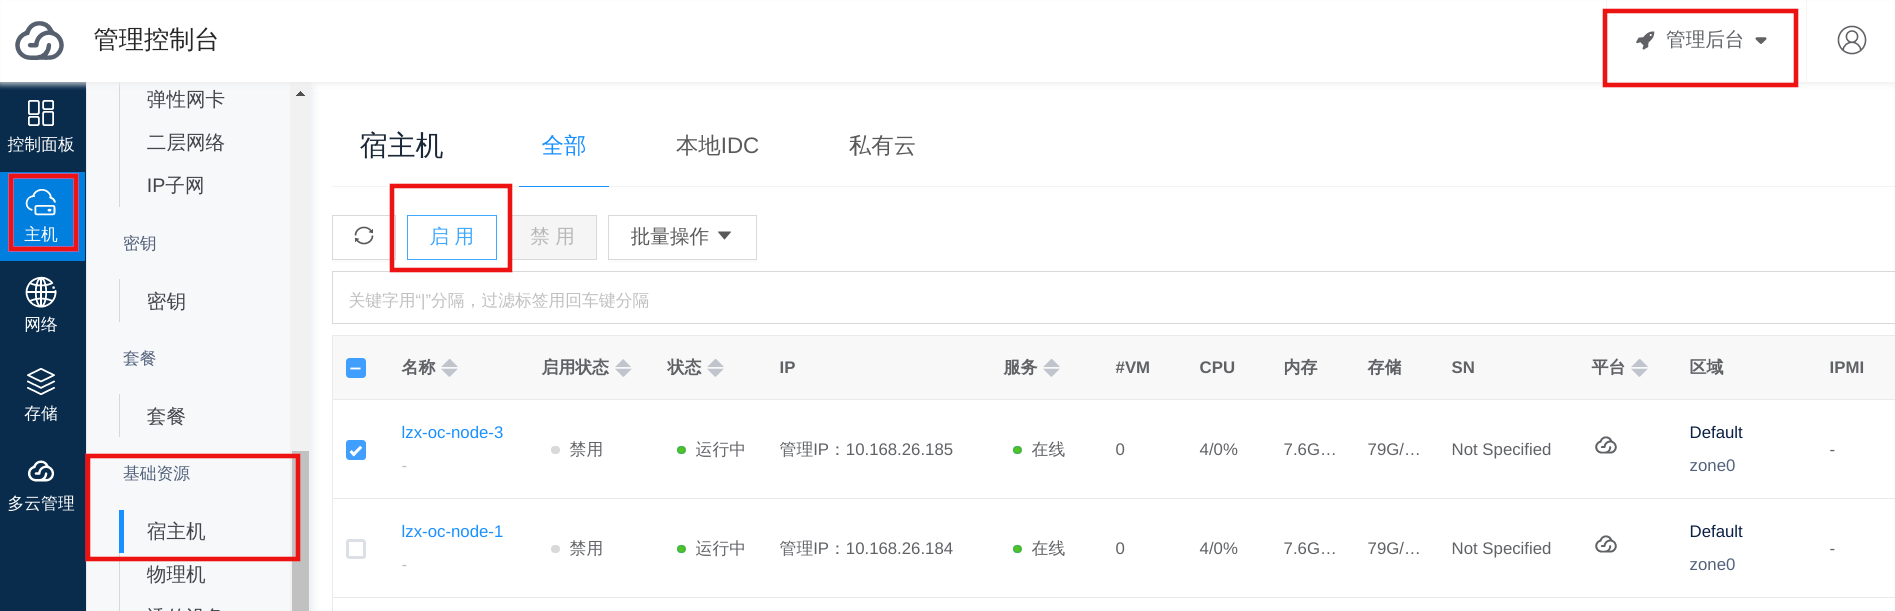 管理控制台
管理后台
控制面板
主机
网络
存储
多云管理
弹性网卡
二层网络
IP子网
密钥
密钥
套餐
套餐
基础资源
宿主机
物理机
宿主机 全部 本地IDC 私有云
启 用 禁 用 批量操作
关键字用“|”分隔，过滤标签用回车键分隔
名称 启用状态 状态 IP 服务 #VM CPU 内存 存储 SN 平台 区域 IPMI
lzx-oc-node-3 禁用 运行中 管理IP：10.168.26.185 在线 0 4/0% 7.6G… 79G/… Not Specified Default -
- zone0
lzx-oc-node-1 禁用 运行中 管理IP：10.168.26.184 在线 0 4/0% 7.6G… 79G/… Not Specified Default -
- zone0